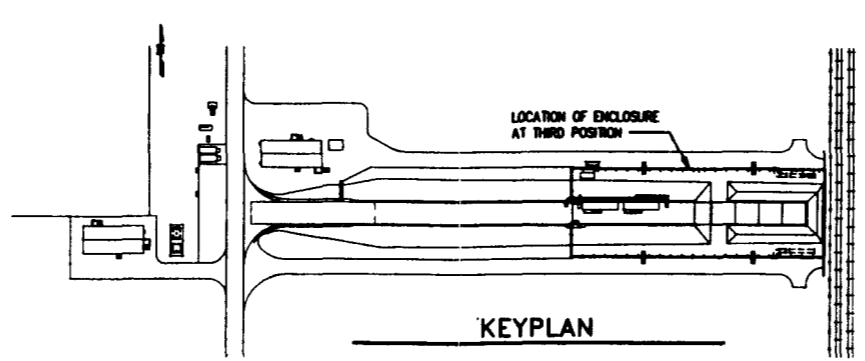 LOCATION OF ENCLOSURE
AT THIRD POSITION
KEYPLAN